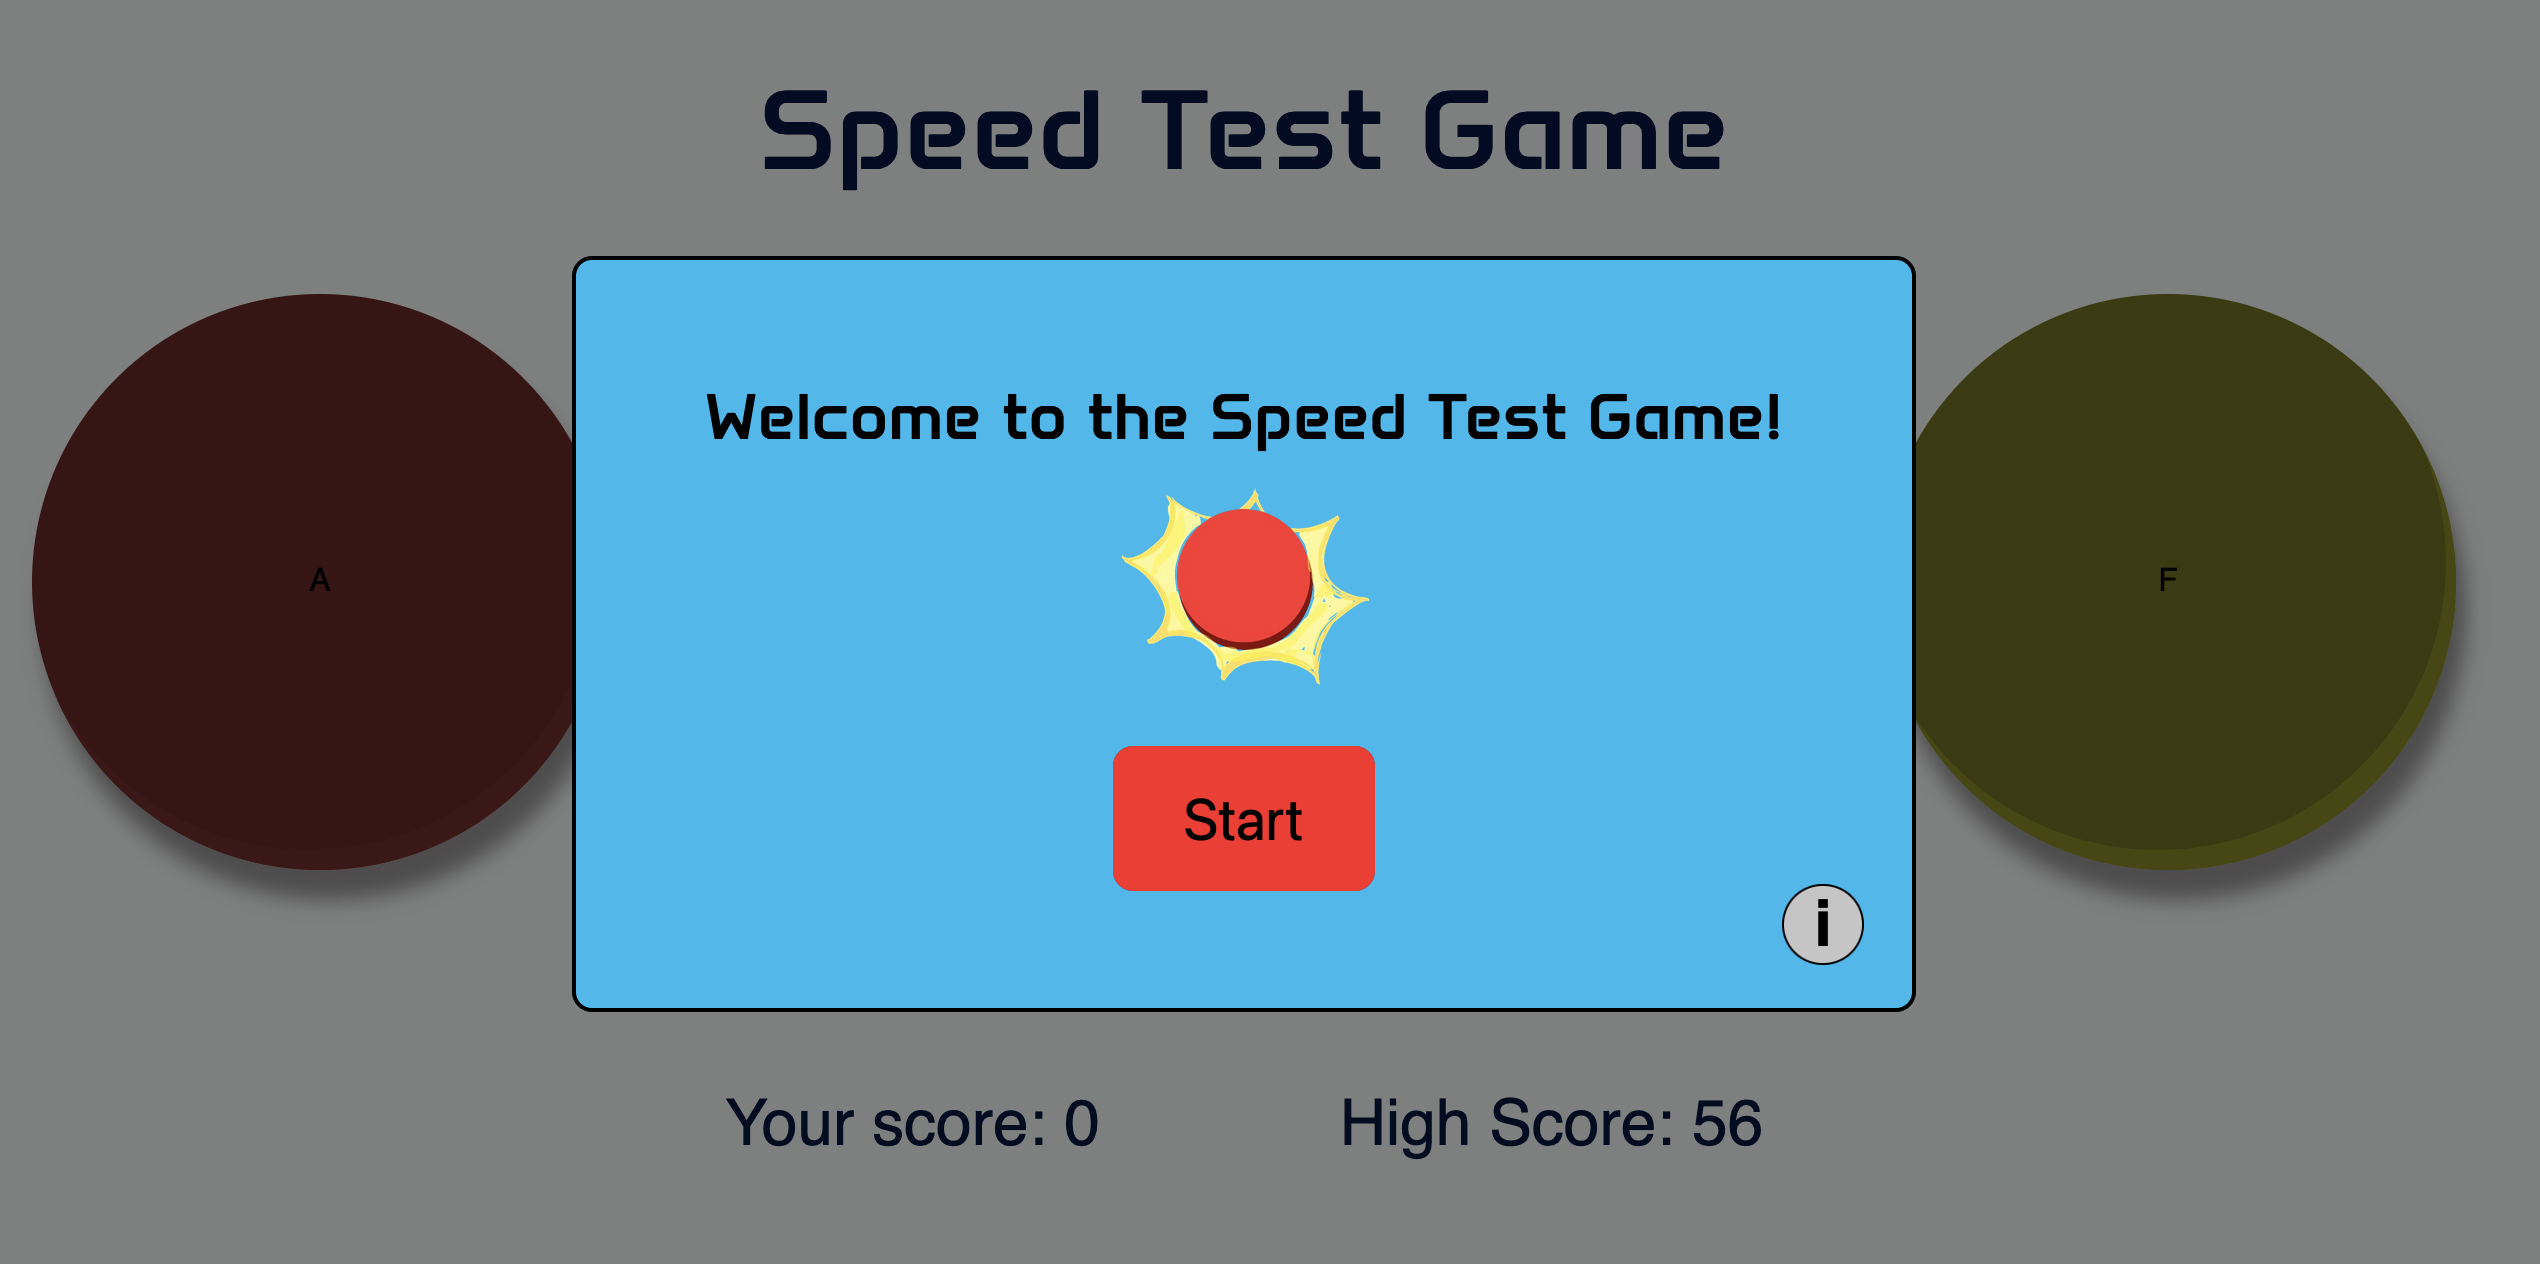 Speed Test Game
Welcome to the Speed Test Game!
A
F
Start
i
Your score: 0
High Score: 56